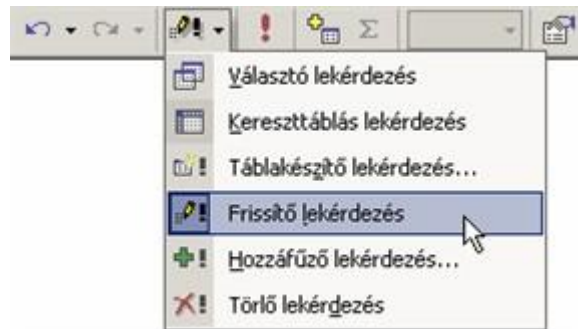 Választó lekérdezés
Kereszttáblás lekérdezés
Táblakészítő lekérdezés...
Frissítő lekérdezés
Hozzáfűző lekérdezés...
Törlő lekérdezés